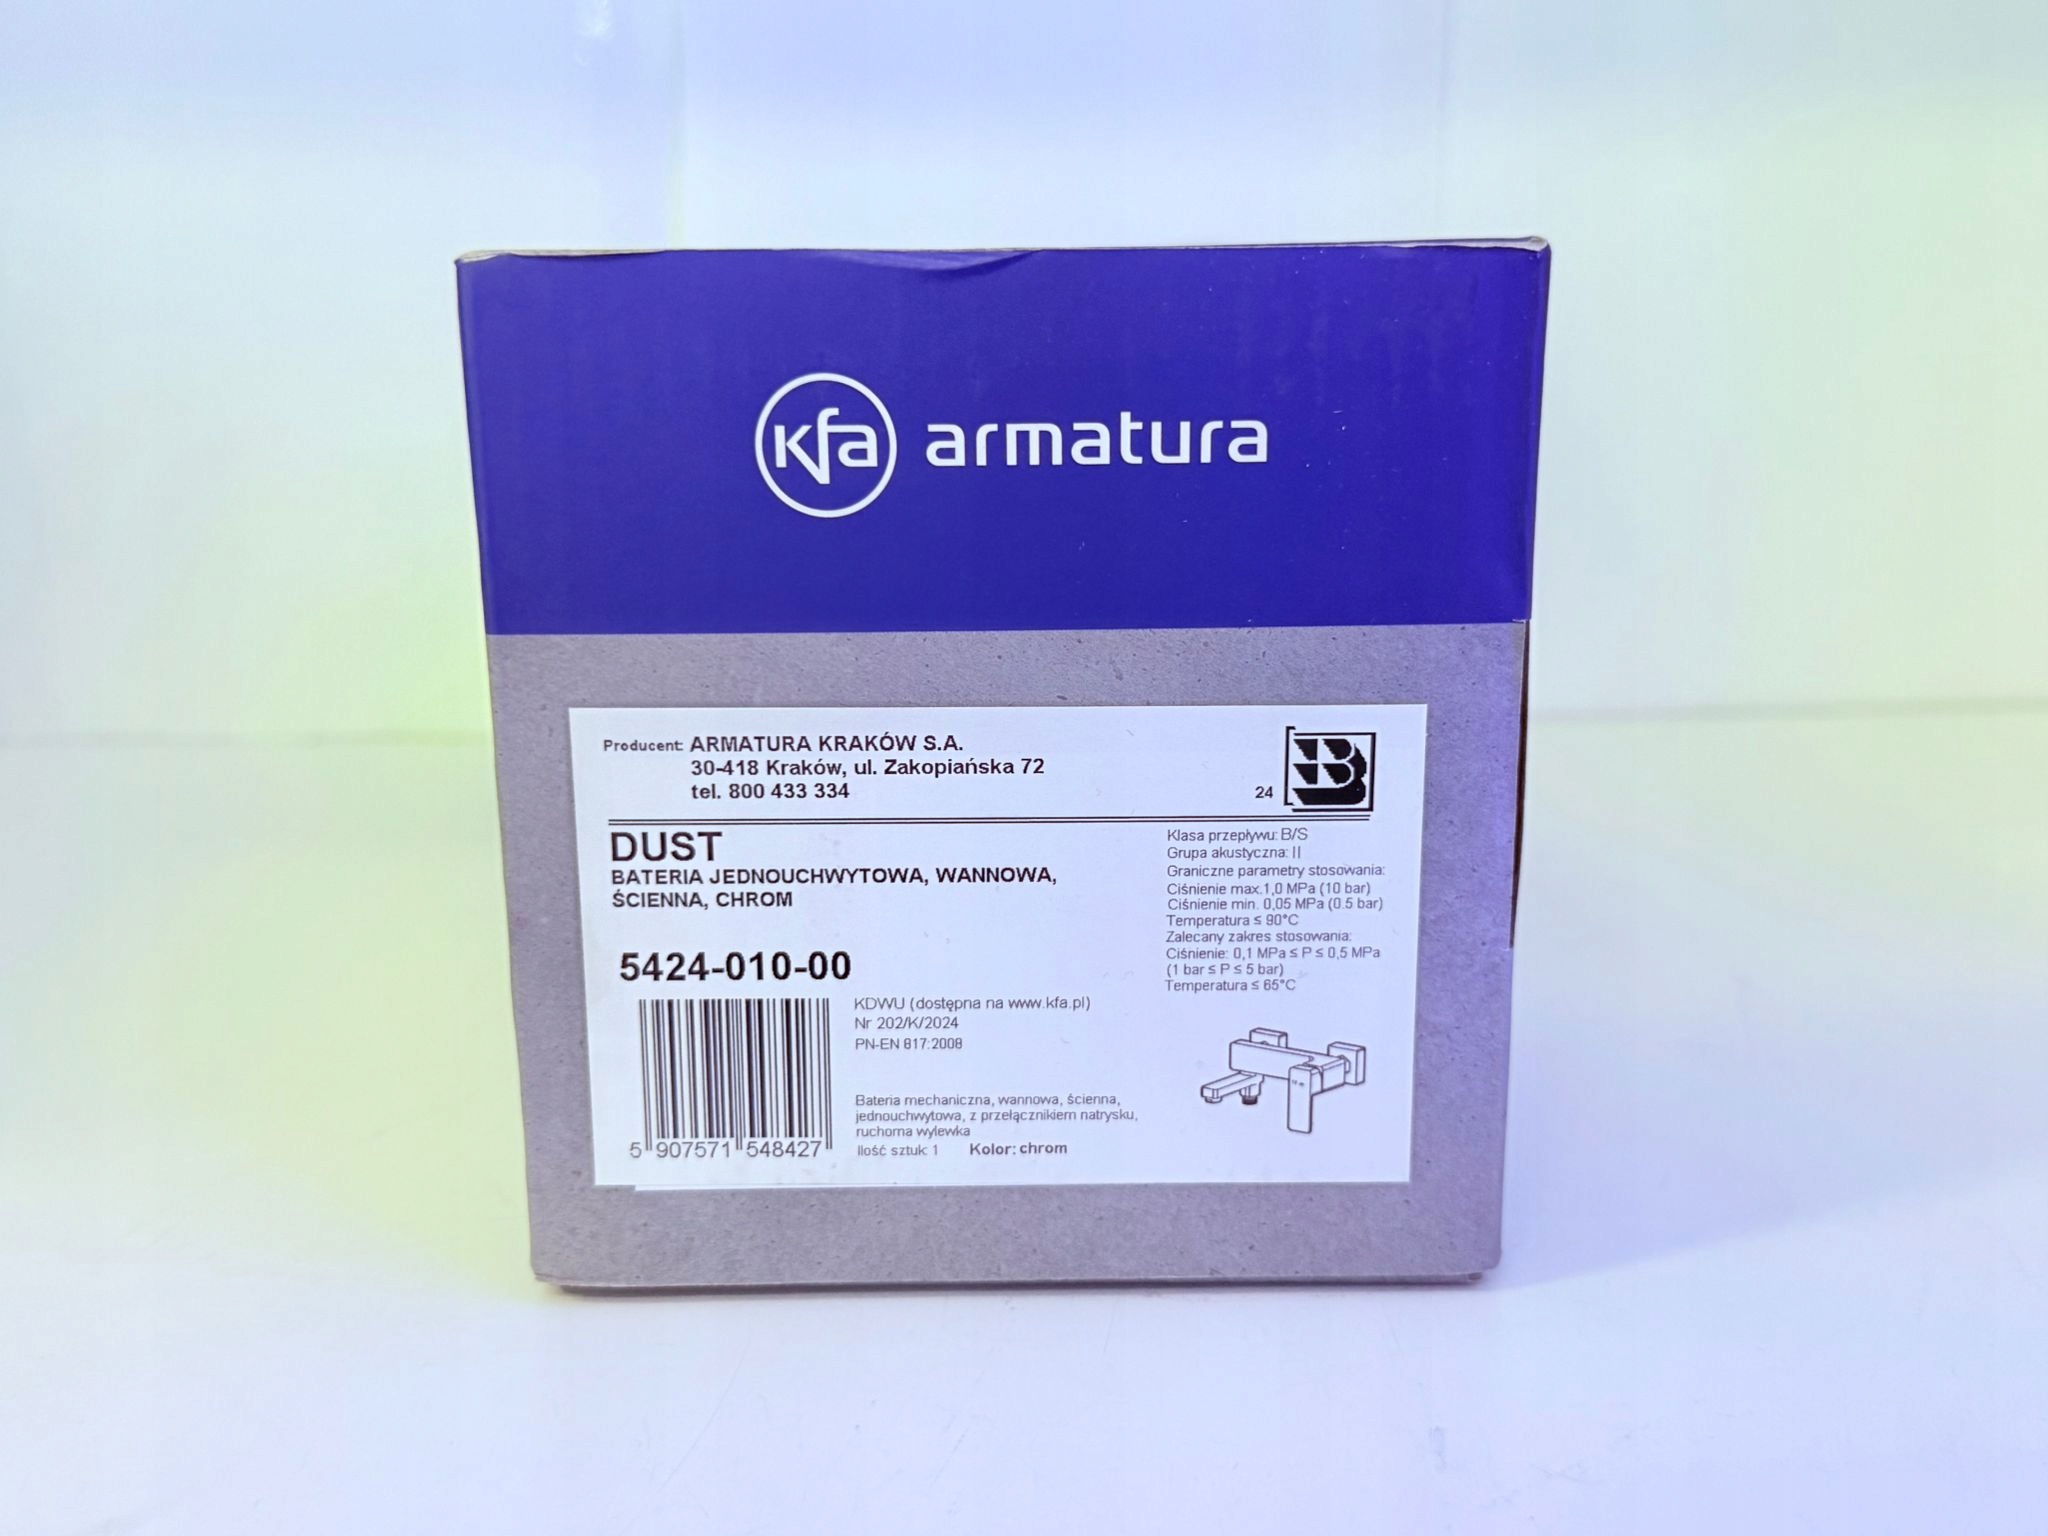 kfa armatura
Producent: ARMATURA KRAKÓW S.A.
30-418 Kraków, ul. Zakopiańska 72
tel. 800 433 334
24
B
DUST
BATERIA JEDNOUCHWYTOWA, WANNOWA,
ŚCIENNA, CHROM
5424-010-00
Klasa przepływu: B/S
Grupa akustyczna: II
Graniczne parametry stosowania:
Ciśnienie max.1,0 MPa (10 bar)
Ciśnienie min. 0,05 MPa (0.5 bar)
Temperatura ≤ 90°C
Zalecany zakres stosowania:
Ciśnienie: 0,1 MPa ≤ P ≤ 0,5 MPa
(1 bar ≤ P ≤ 5 bar)
Temperatura ≤ 65°C
KDWU (dostępna na www.kfa.pl)
Nr 202/K/2024
PN-EN 817:2008
Bateria mechaniczna, wannowa, ścienna,
jednouchwytowa, z przełącznikiem natrysku,
ruchoma wylewka
Ilość sztuk: 1 Kolor: chrom
5 907571 548427